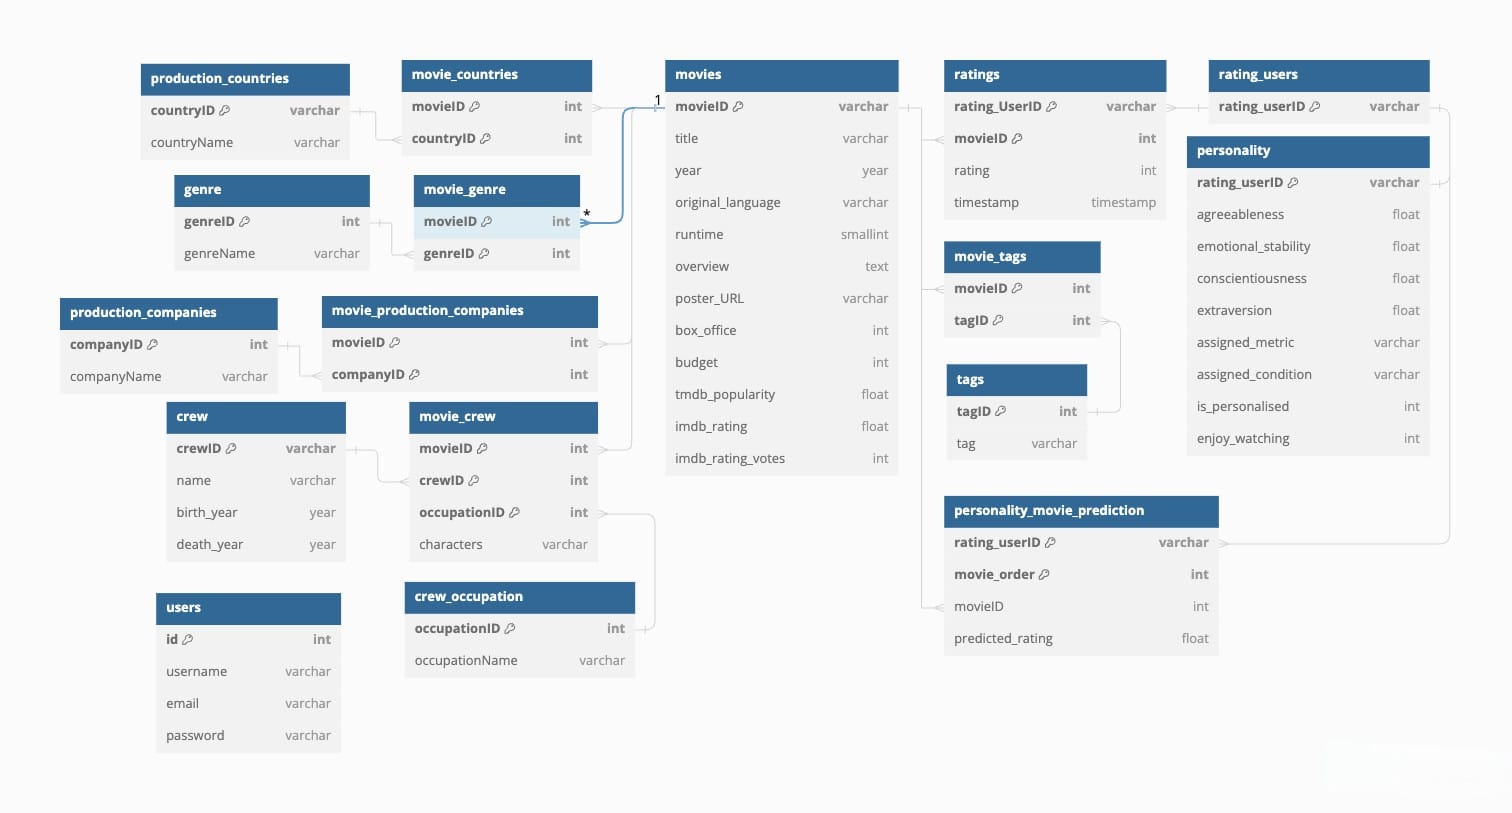 production_countries
countryID varchar
countryName varchar
movie_countries
movieID int
countryID int
genre
genreID int
genreName varchar
movie_genre
movieID int
genreID int
*
1
production_companies
companyID int
companyName varchar
movie_production_companies
movieID int
companyID int
crew
crewID varchar
name varchar
birth_year year
death_year year
movie_crew
movieID int
crewID int
occupationID int
characters varchar
users
id int
username varchar
email varchar
password varchar
crew_occupation
occupationID int
occupationName varchar
movies
movieID varchar
title varchar
year year
original_language varchar
runtime smallint
overview text
poster_URL varchar
box_office int
budget int
tmdb_popularity float
imdb_rating float
imdb_rating_votes int
ratings
rating_UserID varchar
movieID int
rating int
timestamp timestamp
movie_tags
movieID int
tagID int
tags
tagID int
tag varchar
rating_users
rating_userID varchar
personality
rating_userID varchar
agreeableness float
emotional_stability float
conscientiousness float
extraversion float
assigned_metric varchar
assigned_condition varchar
is_personalised int
enjoy_watching int
personality_movie_prediction
rating_userID varchar
movie_order int
movieID int
predicted_rating float